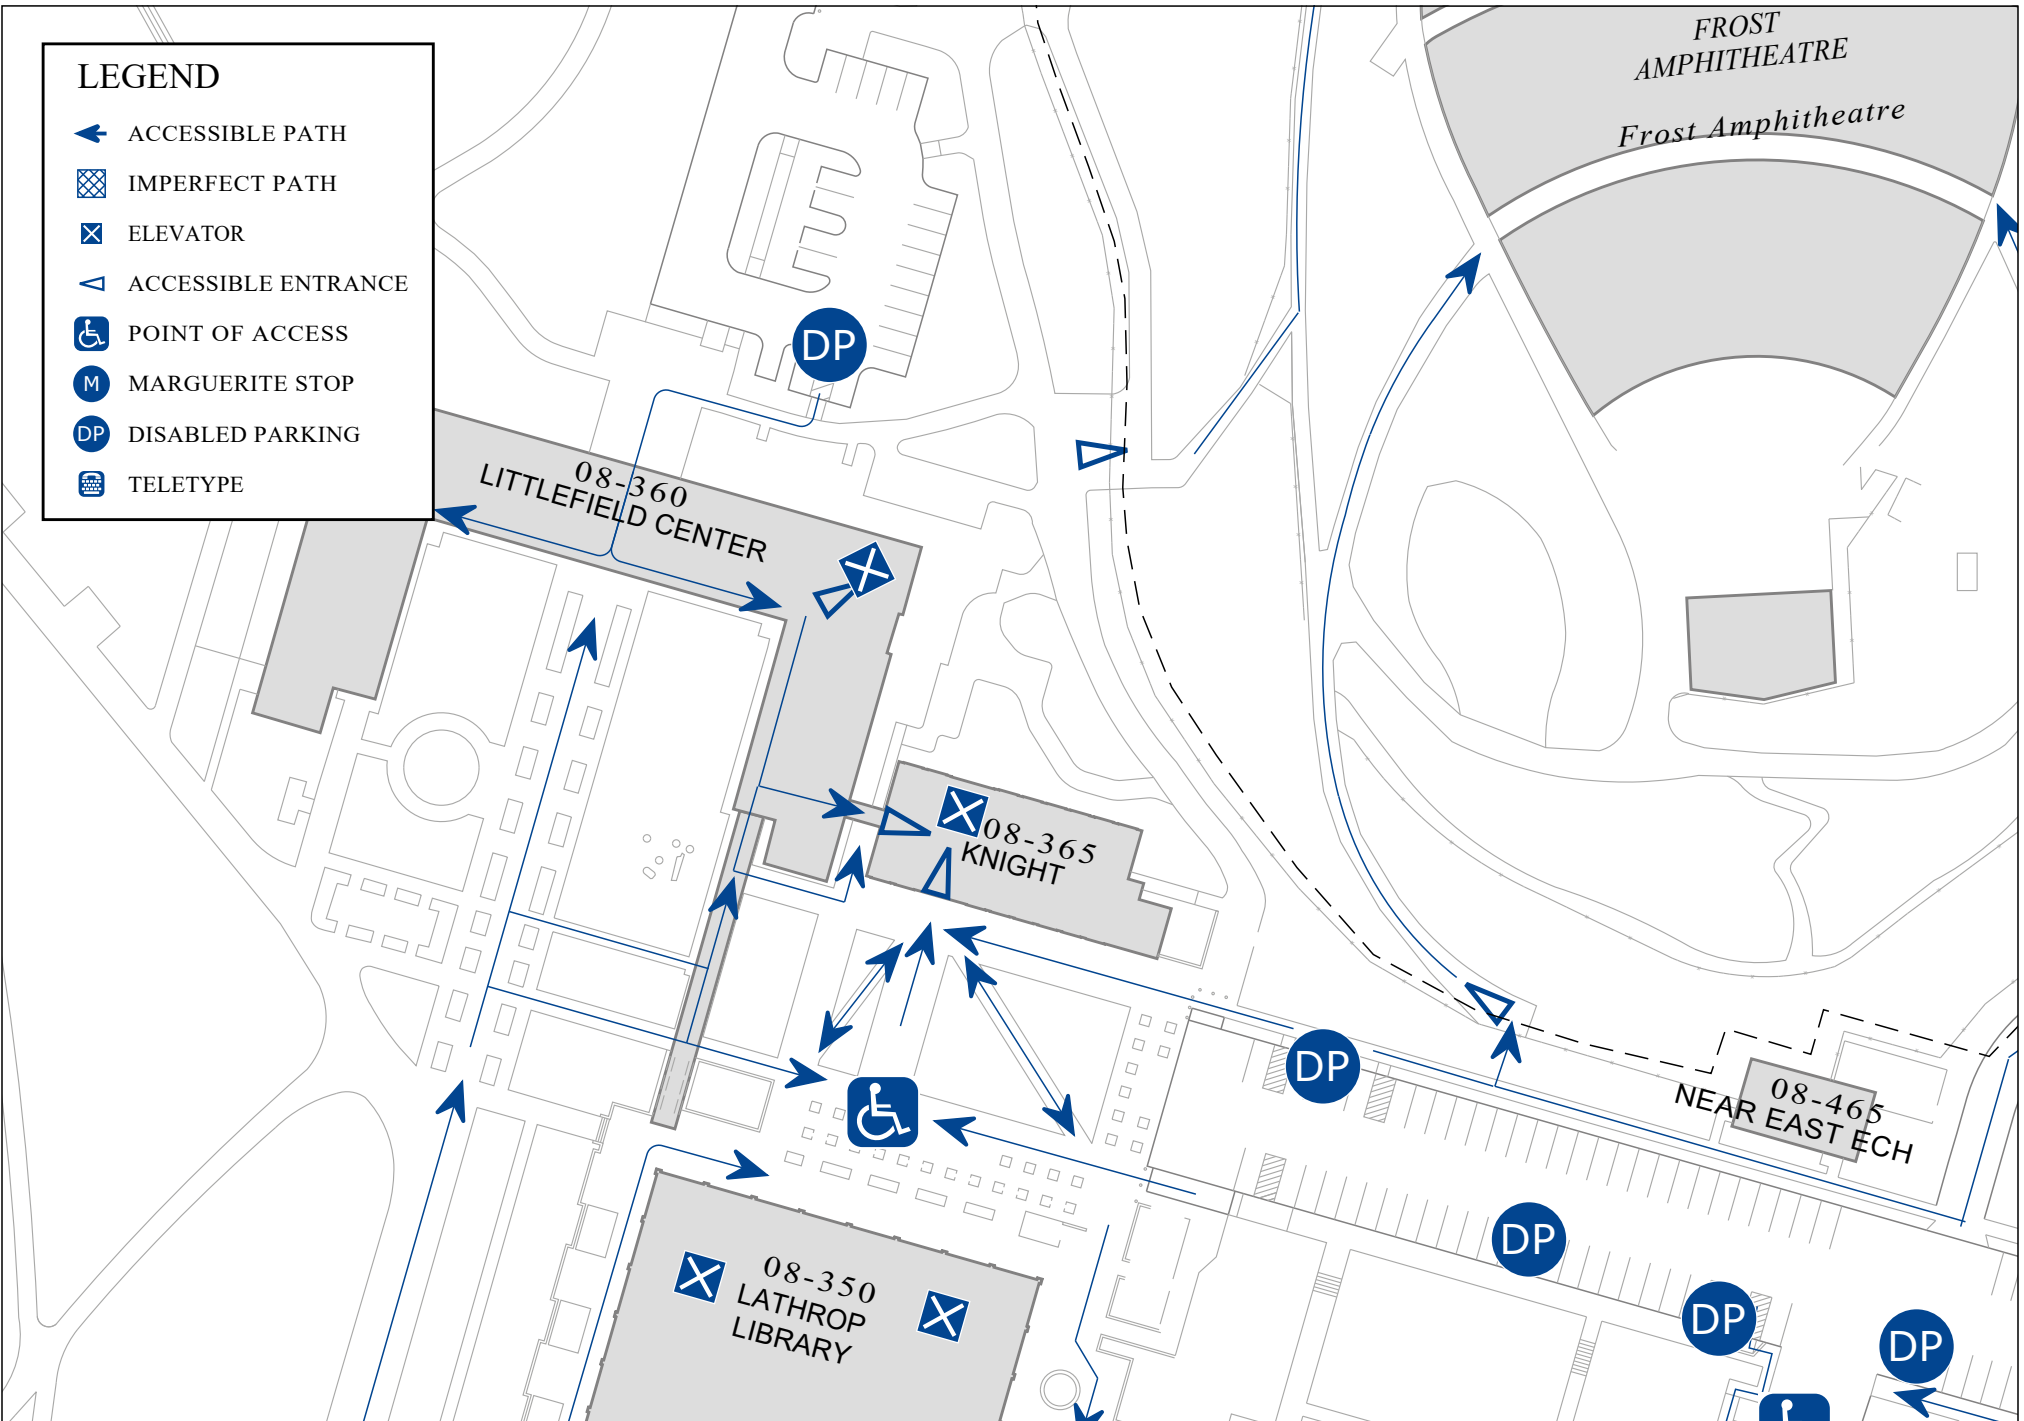 LEGEND
ACCESSIBLE PATH
IMPERFECT PATH
ELEVATOR
ACCESSIBLE ENTRANCE
POINT OF ACCESS
M MARGUERITE STOP
DP DISABLED PARKING
TELETYPE
FROST
AMPHITHEATRE
Frost Amphitheatre
DP
08-360
LITTLEFIELD CENTER
08-365
KNIGHT
DP
08-465
NEAR EAST ECH
DP
08-350
LATHROP
LIBRARY
DP
DP